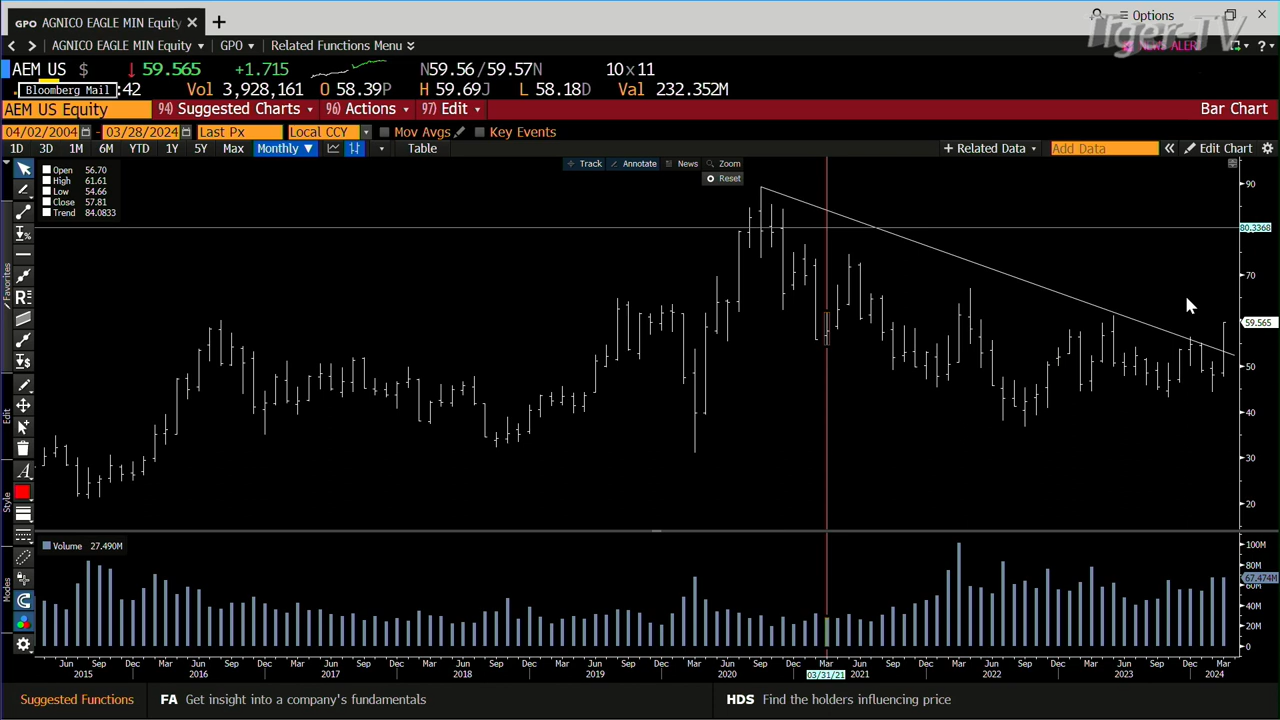 GPO AGNICO EAGLE MIN Equity
Options
Tiger-TV
AGNICO EAGLE MIN Equity GPO Related Functions Menu
AEM US $ 59.565 +1.715 N59.56/59.57N 10x11
Bloomberg Mail :42 Vol 3,928,161 O 58.39P H 59.69J L 58.18D Val 232.352M
AEM US Equity 94) Suggested Charts 96) Actions 97) Edit Bar Chart
04/02/2004 - 03/28/2024 Last Px Local CCY Mov Avgs Key Events
1D 3D 1M 6M YTD 1Y 5Y Max Monthly ▼ Table + Related Data Add Data « Edit Chart
Track Annotate News Zoom
Reset
Open 56.70
High 61.61
Low 54.66
Close 57.81
Trend 84.0833
90
80.3368
70
59.565
50
40
30
20
Favorites
Edit
Style
Modes
Volume 27.490M
100M
80M
67.474M
60M
40M
20M
0
Jun Sep Dec Mar Jun Sep Dec Mar Jun Sep Dec Mar Jun Sep Dec Mar Jun Sep Dec Mar Jun Sep Dec Mar Jun Sep Dec Mar Jun Sep Dec Mar Jun Sep Dec Mar
2015 2016 2017 2018 2019 2020 03/31/21 2021 2022 2023 2024
Suggested Functions FA Get insight into a company's fundamentals HDS Find the holders influencing price